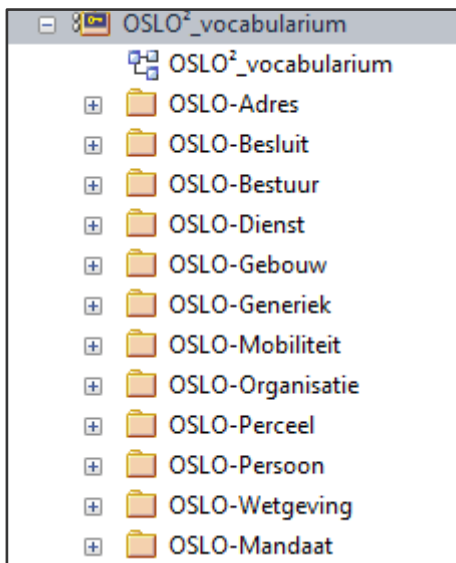 OSLO²_vocabularium
OSLO²_vocabularium
OSLO-Adres
OSLO-Besluit
OSLO-Bestuur
OSLO-Dienst
OSLO-Gebouw
OSLO-Generiek
OSLO-Mobiliteit
OSLO-Organisatie
OSLO-Perceel
OSLO-Persoon
OSLO-Wetgeving
OSLO-Mandaat